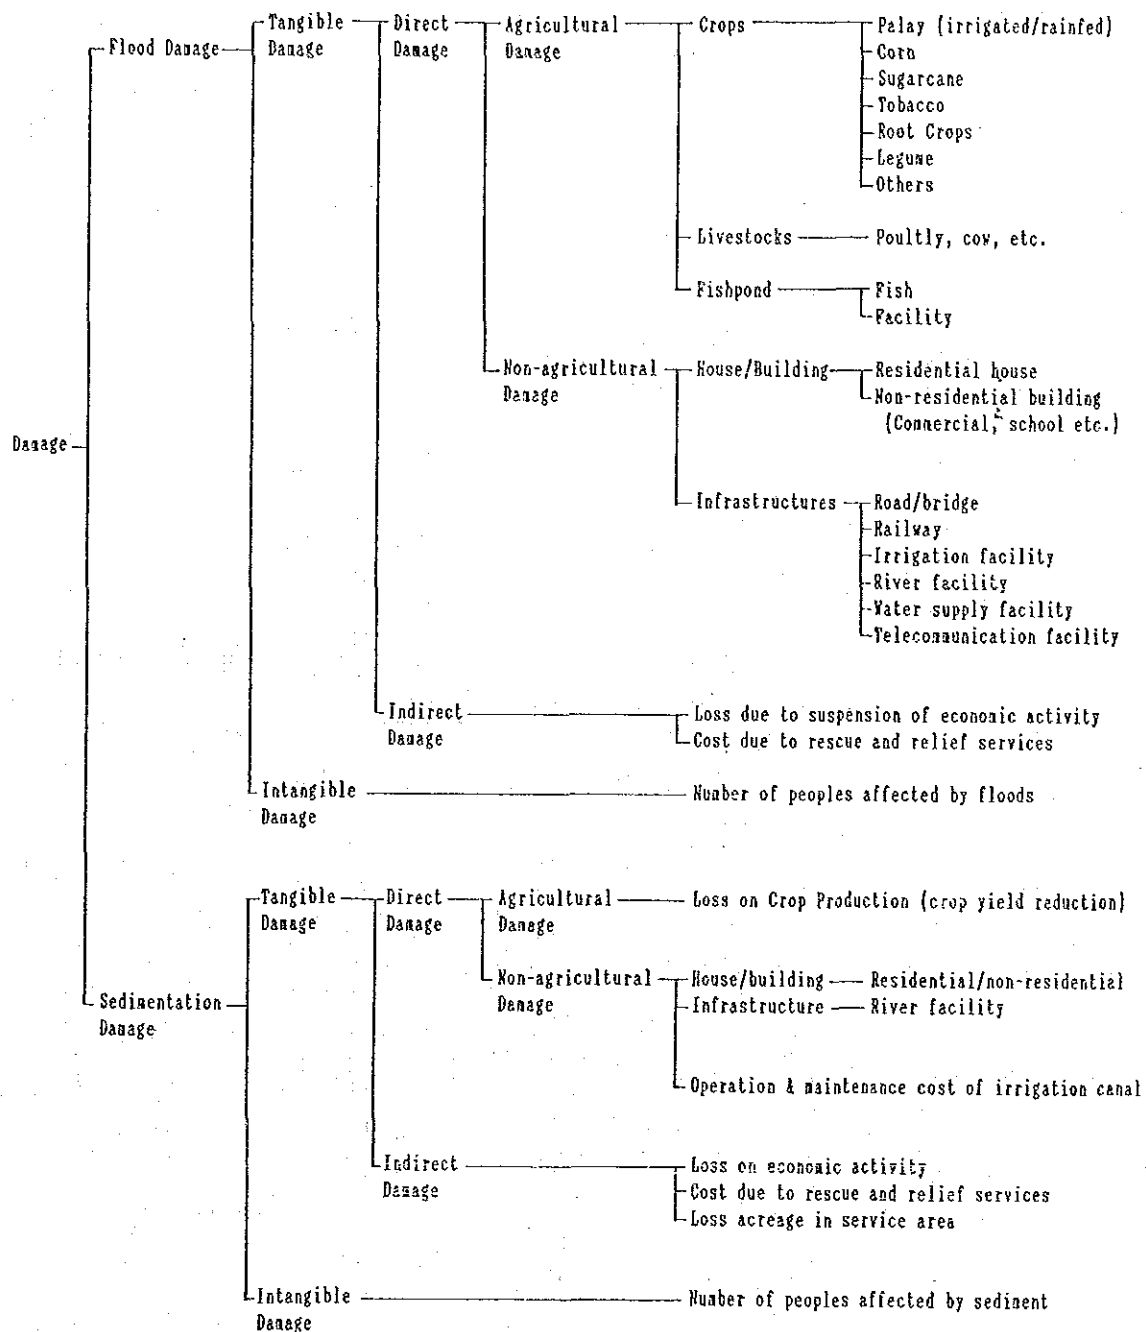 Damage
Flood Damage
Tangible
Damage
Direct
Damage
Agricultural
Damage
Crops
Palay (irrigated/rainfed)
Corn
Sugarcane
Tobacco
Root Crops
Legume
Others
Livestocks
Poultly, cow, etc.
Fishpond
Fish
Facility
Non-agricultural
Damage
House/Building
Residential house
Non-residential building
(Commercial, school etc.)
Infrastructures
Road/bridge
Railway
Irrigation facility
River facility
Water supply facility
Telecommunication facility
Indirect
Damage
Loss due to suspension of economic activity
Cost due to rescue and relief services
Intangible
Damage
Number of peoples affected by floods
Sedimentation
Damage
Tangible
Damage
Direct
Damage
Agricultural
Damage
Loss on Crop Production (crop yield reduction)
Non-agricultural
Damage
House/building
Residential/non-residential
Infrastructure
River facility
Operation & maintenance cost of irrigation canal
Indirect
Damage
Loss on economic activity
Cost due to rescue and relief services
Loss acreage in service area
Intangible
Damage
Number of peoples affected by sediment